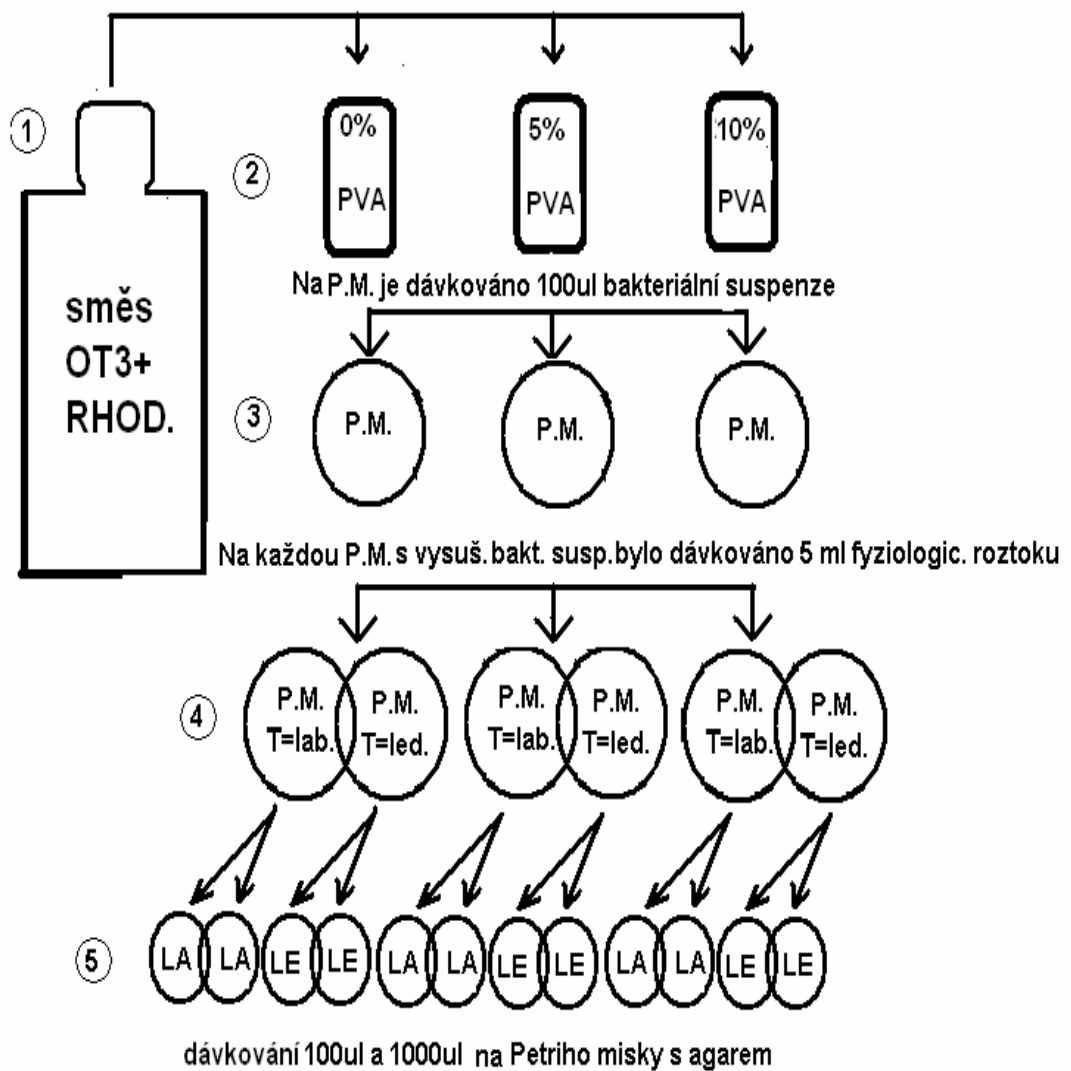 1
0% 5% 10%
2
PVA PVA PVA
Na P.M. je dávkováno 100ul bakteriální suspenze
směs
OT3+
RHOD.
3
P.M. P.M. P.M.
Na každou P.M. s vysuš. bakt. susp.bylo dávkováno 5 ml fyziologic. roztoku
4
P.M. P.M. P.M. P.M. P.M. P.M.
T=lab. T=led. T=lab. T=led. T=lab. T=led.
5
LA LA LE LE LA LA LE LE LA LA LE LE
dávkování 100ul a 1000ul na Petriho misky s agarem